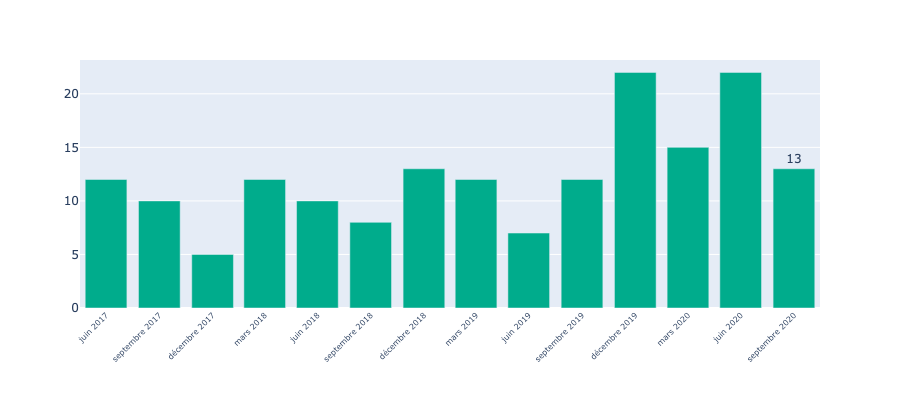 20
15
10
5
0
13
juin 2017
septembre 2017
décembre 2017
mars 2018
juin 2018
septembre 2018
décembre 2018
mars 2019
juin 2019
septembre 2019
décembre 2019
mars 2020
juin 2020
septembre 2020